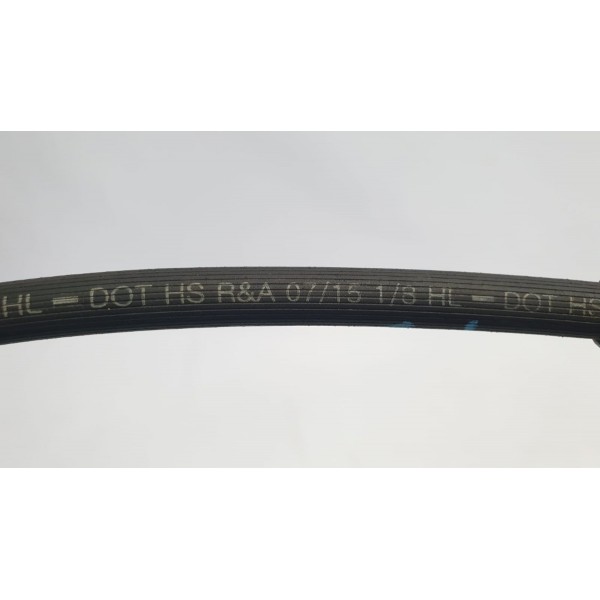 HL — DOT HS R&A 07/15 1/8 HL — DOT HS